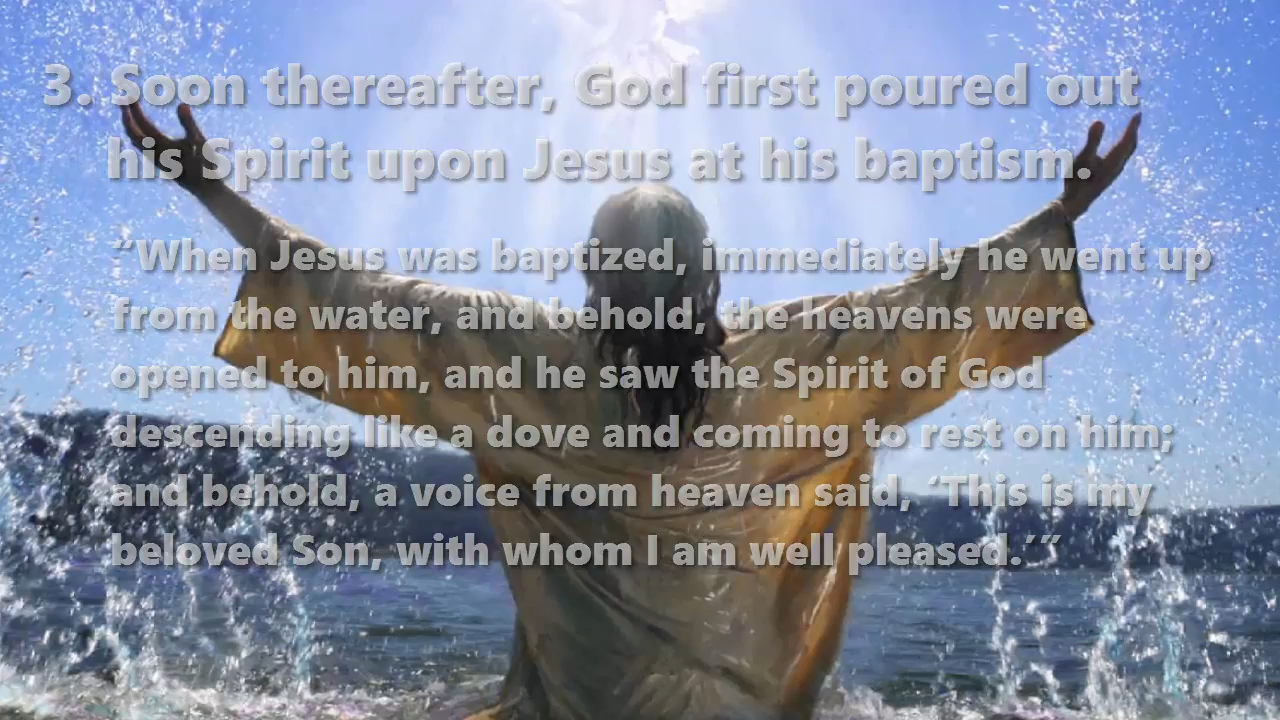 3. Soon thereafter, God first poured out
his Spirit upon Jesus at his baptism.
“When Jesus was baptized, immediately he went up
from the water, and behold, the heavens were
opened to him, and he saw the Spirit of God
descending like a dove and coming to rest on him;
and behold, a voice from heaven said, ‘This is my
beloved Son, with whom I am well pleased.’”